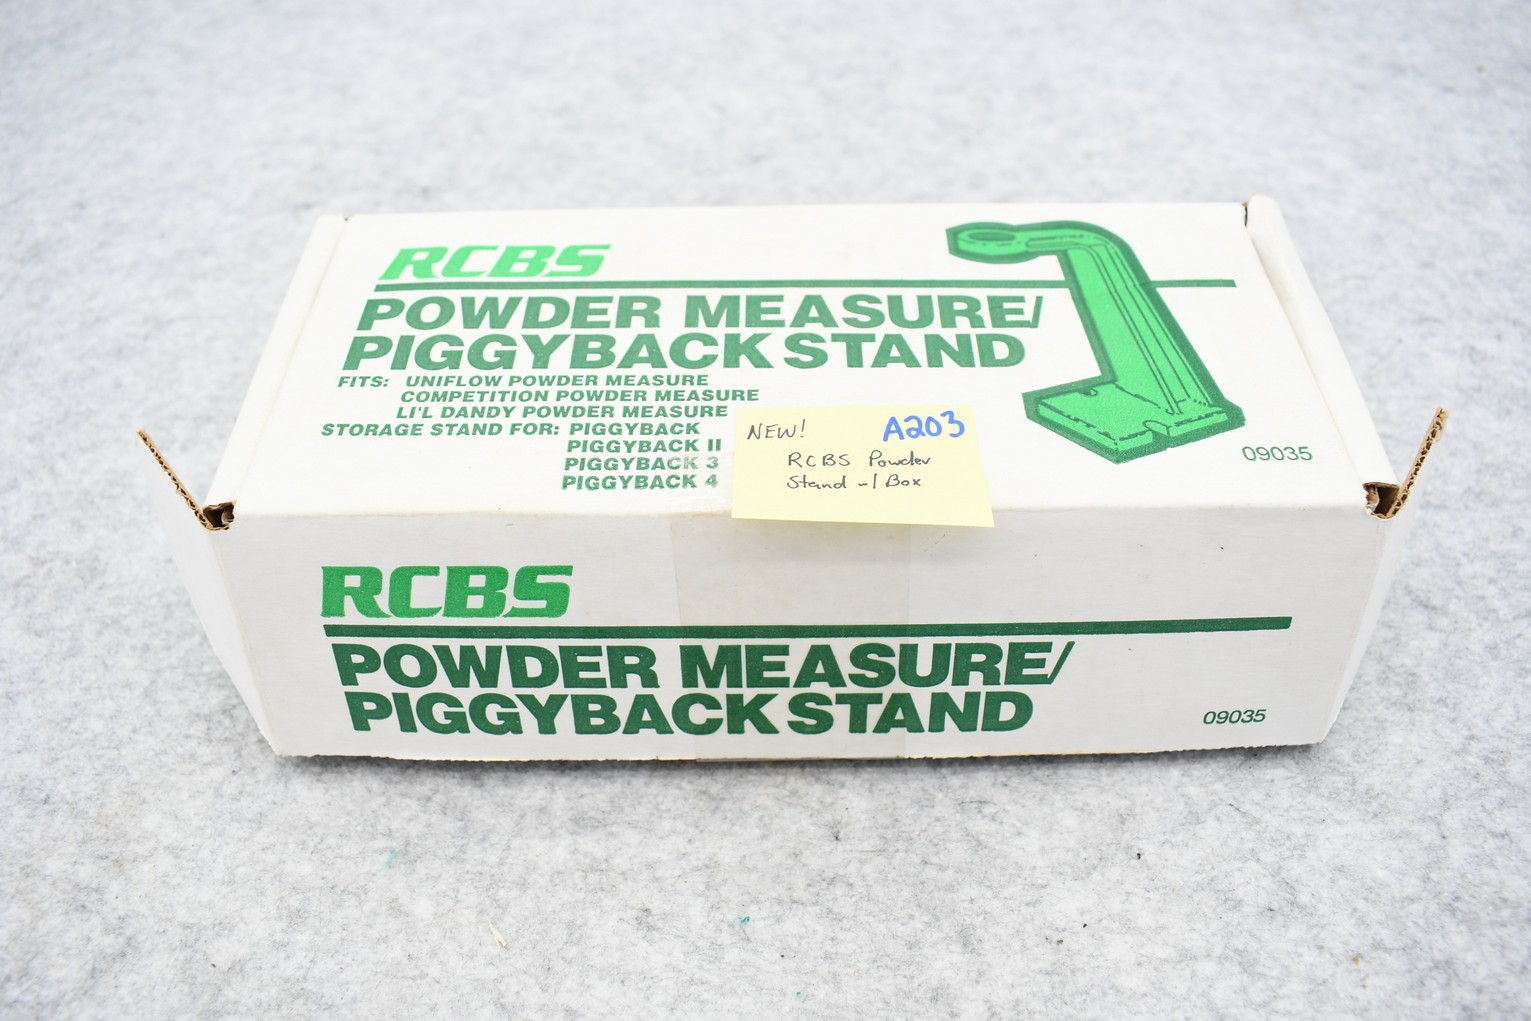 RCBS
POWDER MEASURE/
PIGGYBACK STAND
FITS: UNIFLOW POWDER MEASURE
COMPETITION POWDER MEASURE
LI'L DANDY POWDER MEASURE
STORAGE STAND FOR: PIGGYBACK
PIGGYBACK II
PIGGYBACK 3
PIGGYBACK 4
09035
NEW! A203
RCBS Powder
Stand w/ Box
RCBS
POWDER MEASURE/
PIGGYBACK STAND
09035